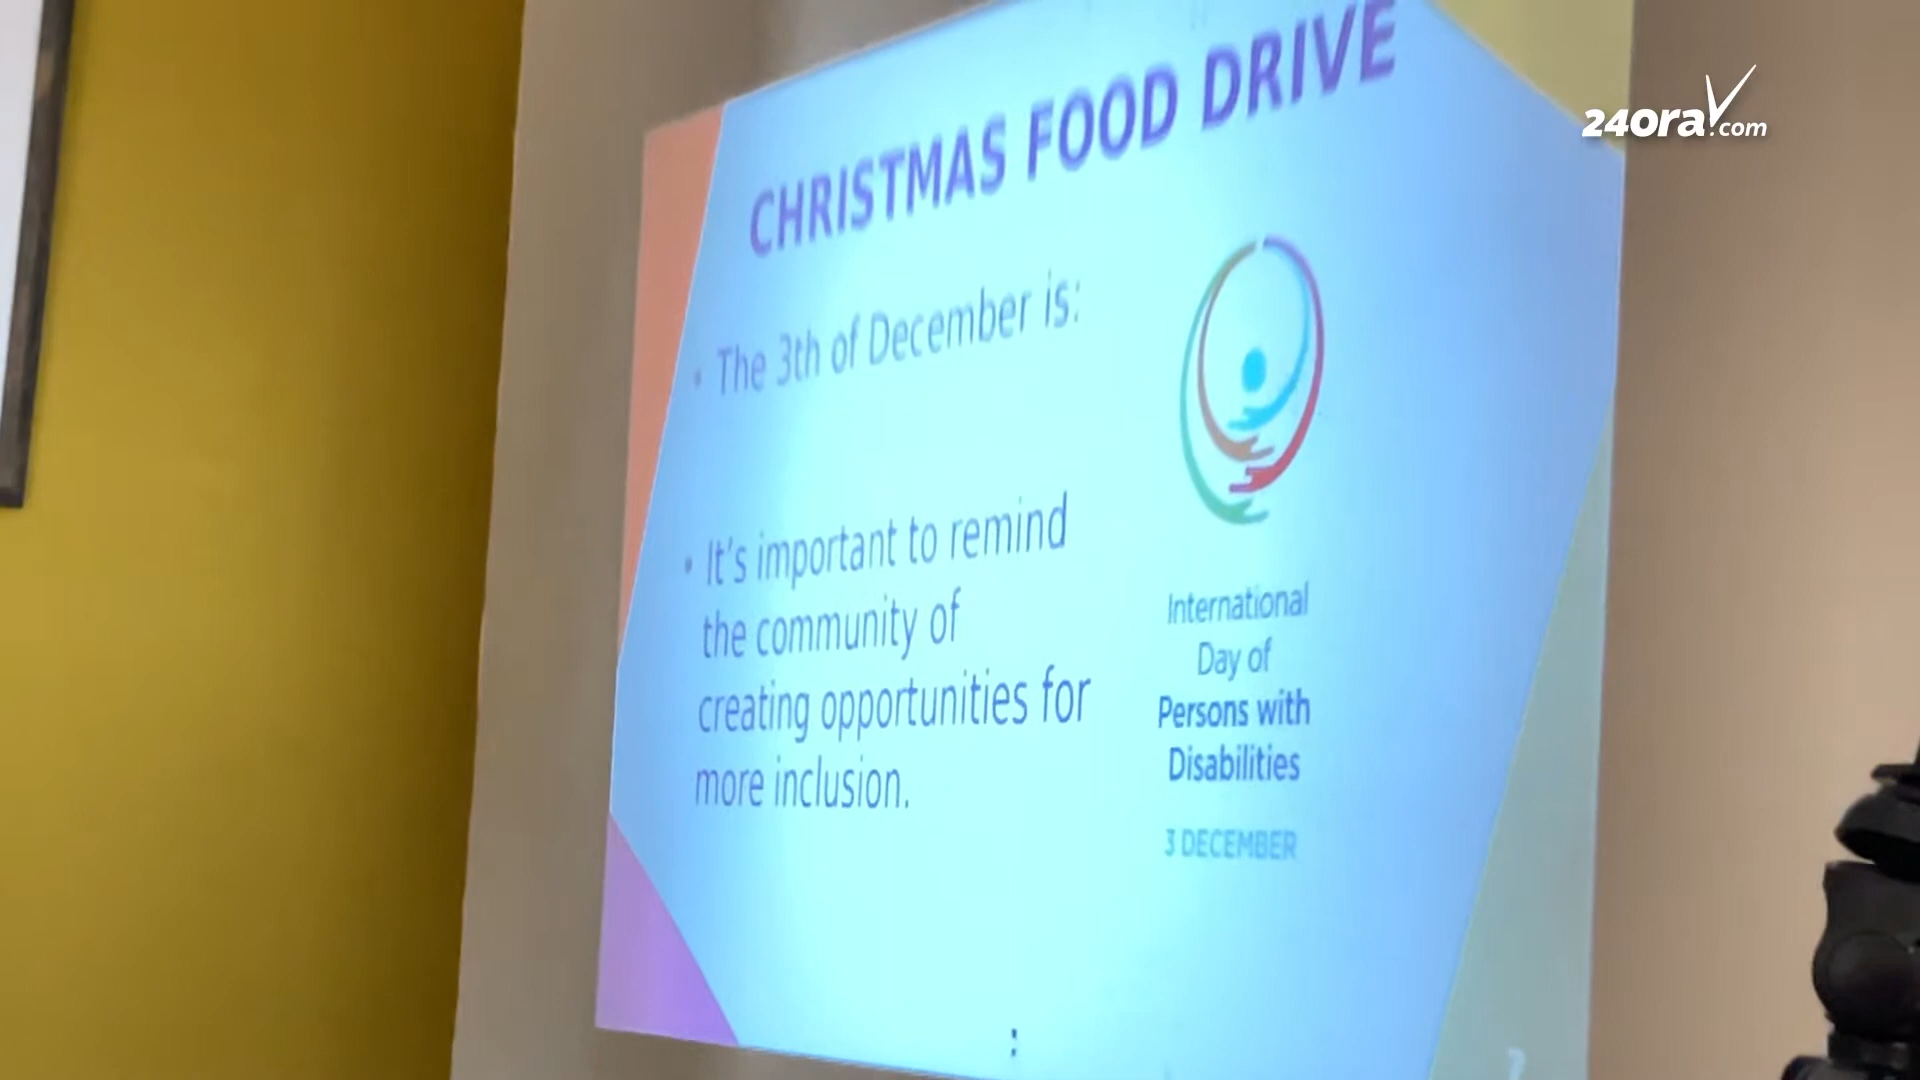 CHRISTMAS FOOD DRIVE
24ora.com
• The 3th of December is:
• It's important to remind
the community of
creating opportunities for
more inclusion.
International
Day of
Persons with
Disabilities
3 DECEMBER